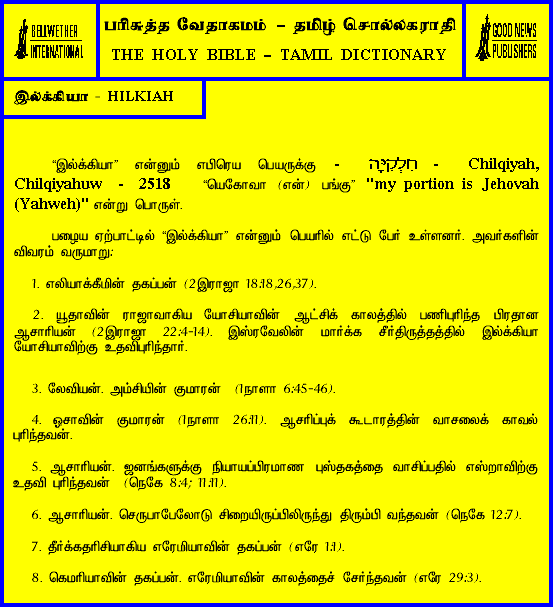 BELLWETHER
INTERNATIONAL
பரிசுத்த வேதாகமம் – தமிழ் சொல்லகராதி
THE HOLY BIBLE – TAMIL DICTIONARY
GOOD NEWS
PUBLISHERS
இல்க்கியா - HILKIAH
“இல்க்கியா” என்னும் எபிரெய பெயருக்கு - חִלְקִיָּה - Chilqiyah,
Chilqiyahuw - 2518 “யெகோவா (என்) பங்கு” "my portion is Jehovah
(Yahweh)" என்று பொருள்.
பழைய ஏற்பாட்டில் “இல்க்கியா” என்னும் பெயரில் எட்டு பேர் உள்ளனர். அவர்களின்
விவரம் வருமாறு:
1. எலியாக்கீமின் தகப்பன் (2இராஜா 18:18,26,37).
2. யூதாவின் ராஜாவாகிய யோசியாவின் ஆட்சிக் காலத்தில் பணிபுரிந்த பிரதான
ஆசாரியன் (2இராஜா 22:4-14). இஸ்ரவேலின் மார்க்க சீர்திருத்தத்தில் இல்க்கியா
யோசியாவிற்கு உதவிபுரிந்தார்.
3. லேவியன். அம்சியின் குமாரன் (1நாளா 6:45-46).
4. ஓசாவின் குமாரன் (1நாளா 26:11). ஆசரிப்புக் கூடாரத்தின் வாசலைக் காவல்
புரிந்தவன்.
5. ஆசாரியன். ஜனங்களுக்கு நியாயப்பிரமாண புஸ்தகத்தை வாசிப்பதில் எஸ்றாவிற்கு
உதவி புரிந்தவன் (நெகே 8:4; 11:11).
6. ஆசாரியன். செருபாபேலோடு சிறையிருப்பிலிருந்து திரும்பி வந்தவன் (நெகே 12:7).
7. தீர்க்கதரிசியாகிய எரேமியாவின் தகப்பன் (எரே 1:1).
8. கெமரியாவின் தகப்பன். எரேமியாவின் காலத்தைச் சேர்ந்தவன் (எரே 29:3).